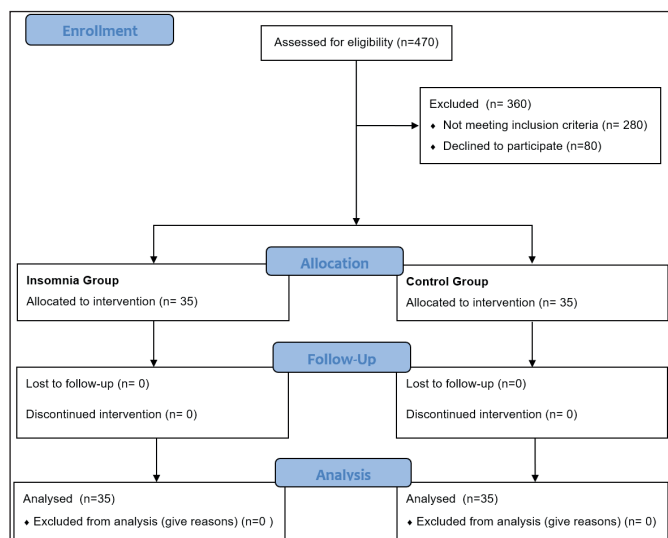 Enrollment
Assessed for eligibility (n=470)
Excluded (n= 360)
♦ Not meeting inclusion criteria (n= 280)
♦ Declined to participate (n=80)
Allocation
Insomnia Group
Allocated to intervention (n= 35)
Control Group
Allocated to intervention (n= 35)
Follow-Up
Lost to follow-up (n= 0)
Discontinued intervention (n= 0)
Lost to follow-up (n=0)
Discontinued intervention (n= 0)
Analysis
Analysed (n=35)
♦ Excluded from analysis (give reasons) (n=0 )
Analysed (n=35)
♦ Excluded from analysis (give reasons) (n= 0)